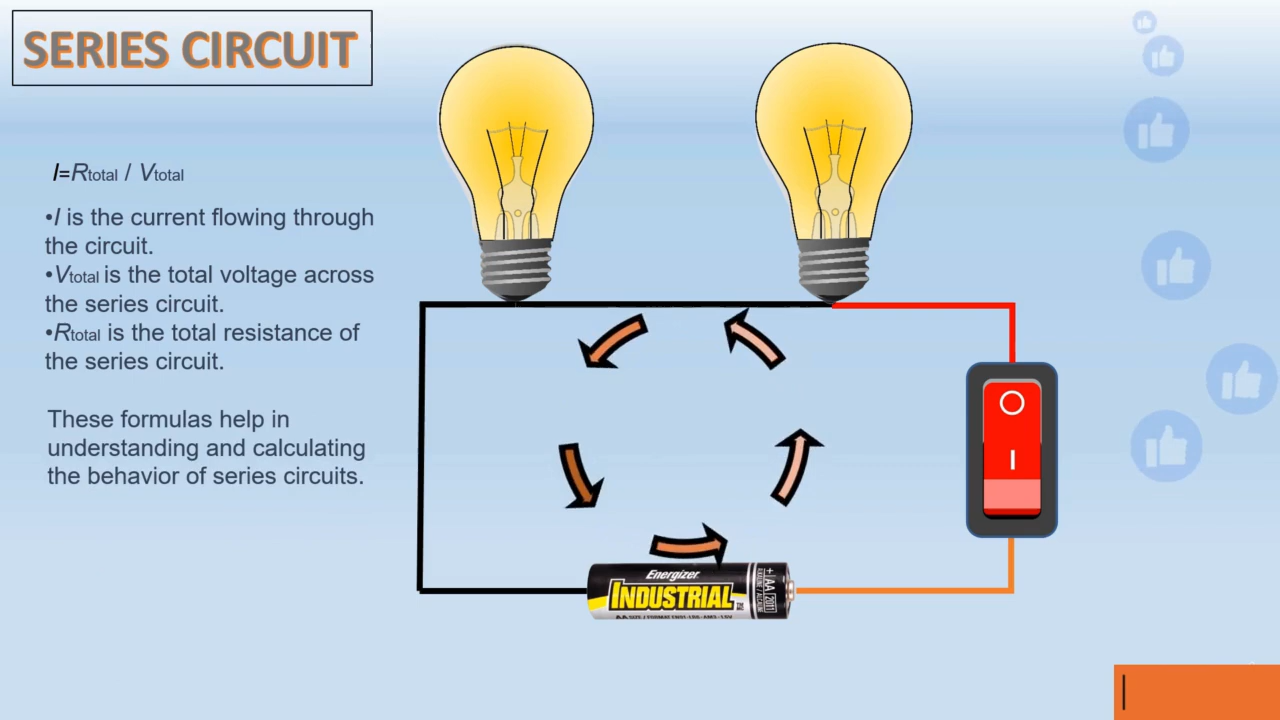 SERIES CIRCUIT
I=Rtotal / Vtotal
•I is the current flowing through
the circuit.
•Vtotal is the total voltage across
the series circuit.
•Rtotal is the total resistance of
the series circuit.
These formulas help in
understanding and calculating
the behavior of series circuits.
Energizer
INDUSTRIAL
+ AA 2011